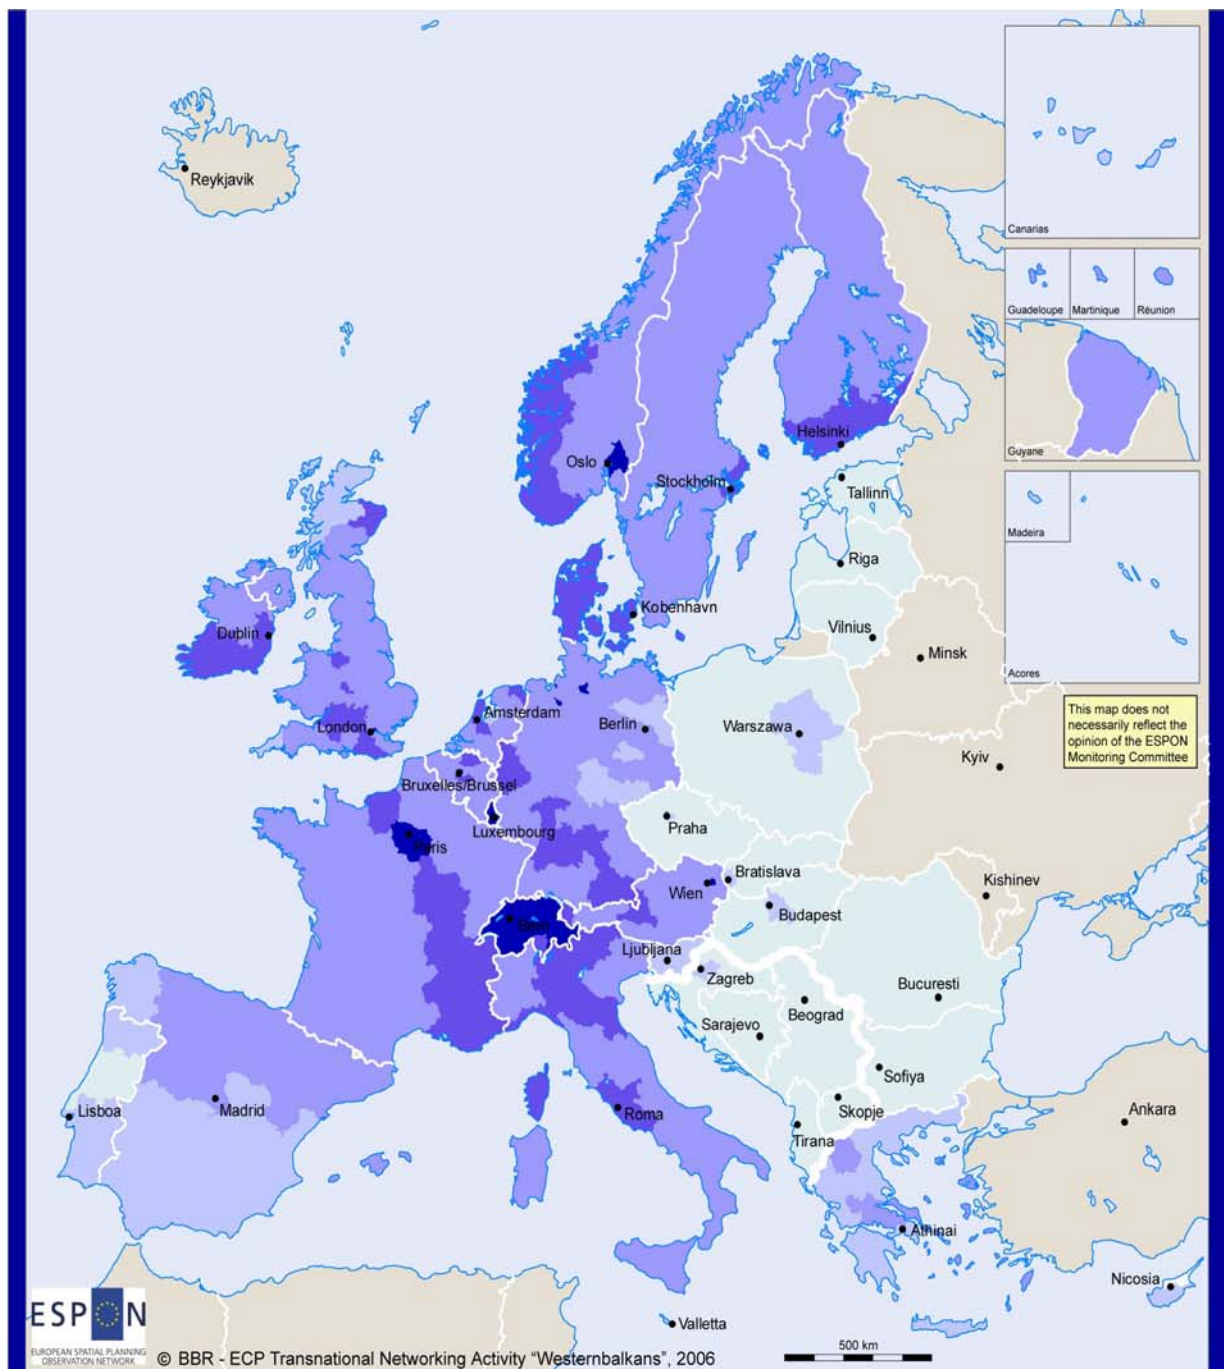 Reykjavik
Canarias
Guadeloupe
Martinique
Réunion
Guyane
Madeira
Acores
Oslo
Helsinki
Stockholm
Tallinn
Riga
Vilnius
Minsk
Kobenhavn
Dublin
London
Amsterdam
Berlin
Warszawa
Kyiv
This map does not
necessarily reflect the
opinion of the ESPON
Monitoring Committee
Bruxelles/Brussel
Luxembourg
Paris
Praha
Bratislava
Wien
Budapest
Kishinev
Bern
Ljubljana
Zagreb
Beograd
Bucuresti
Sarajevo
Sofiya
Skopje
Tirana
Lisboa
Madrid
Roma
Ankara
Athinai
Nicosia
Valletta
ESPON
EUROPEAN SPATIAL PLANNING
OBSERVATION NETWORK
© BBR - ECP Transnational Networking Activity "Westernbalkans", 2006
500 km